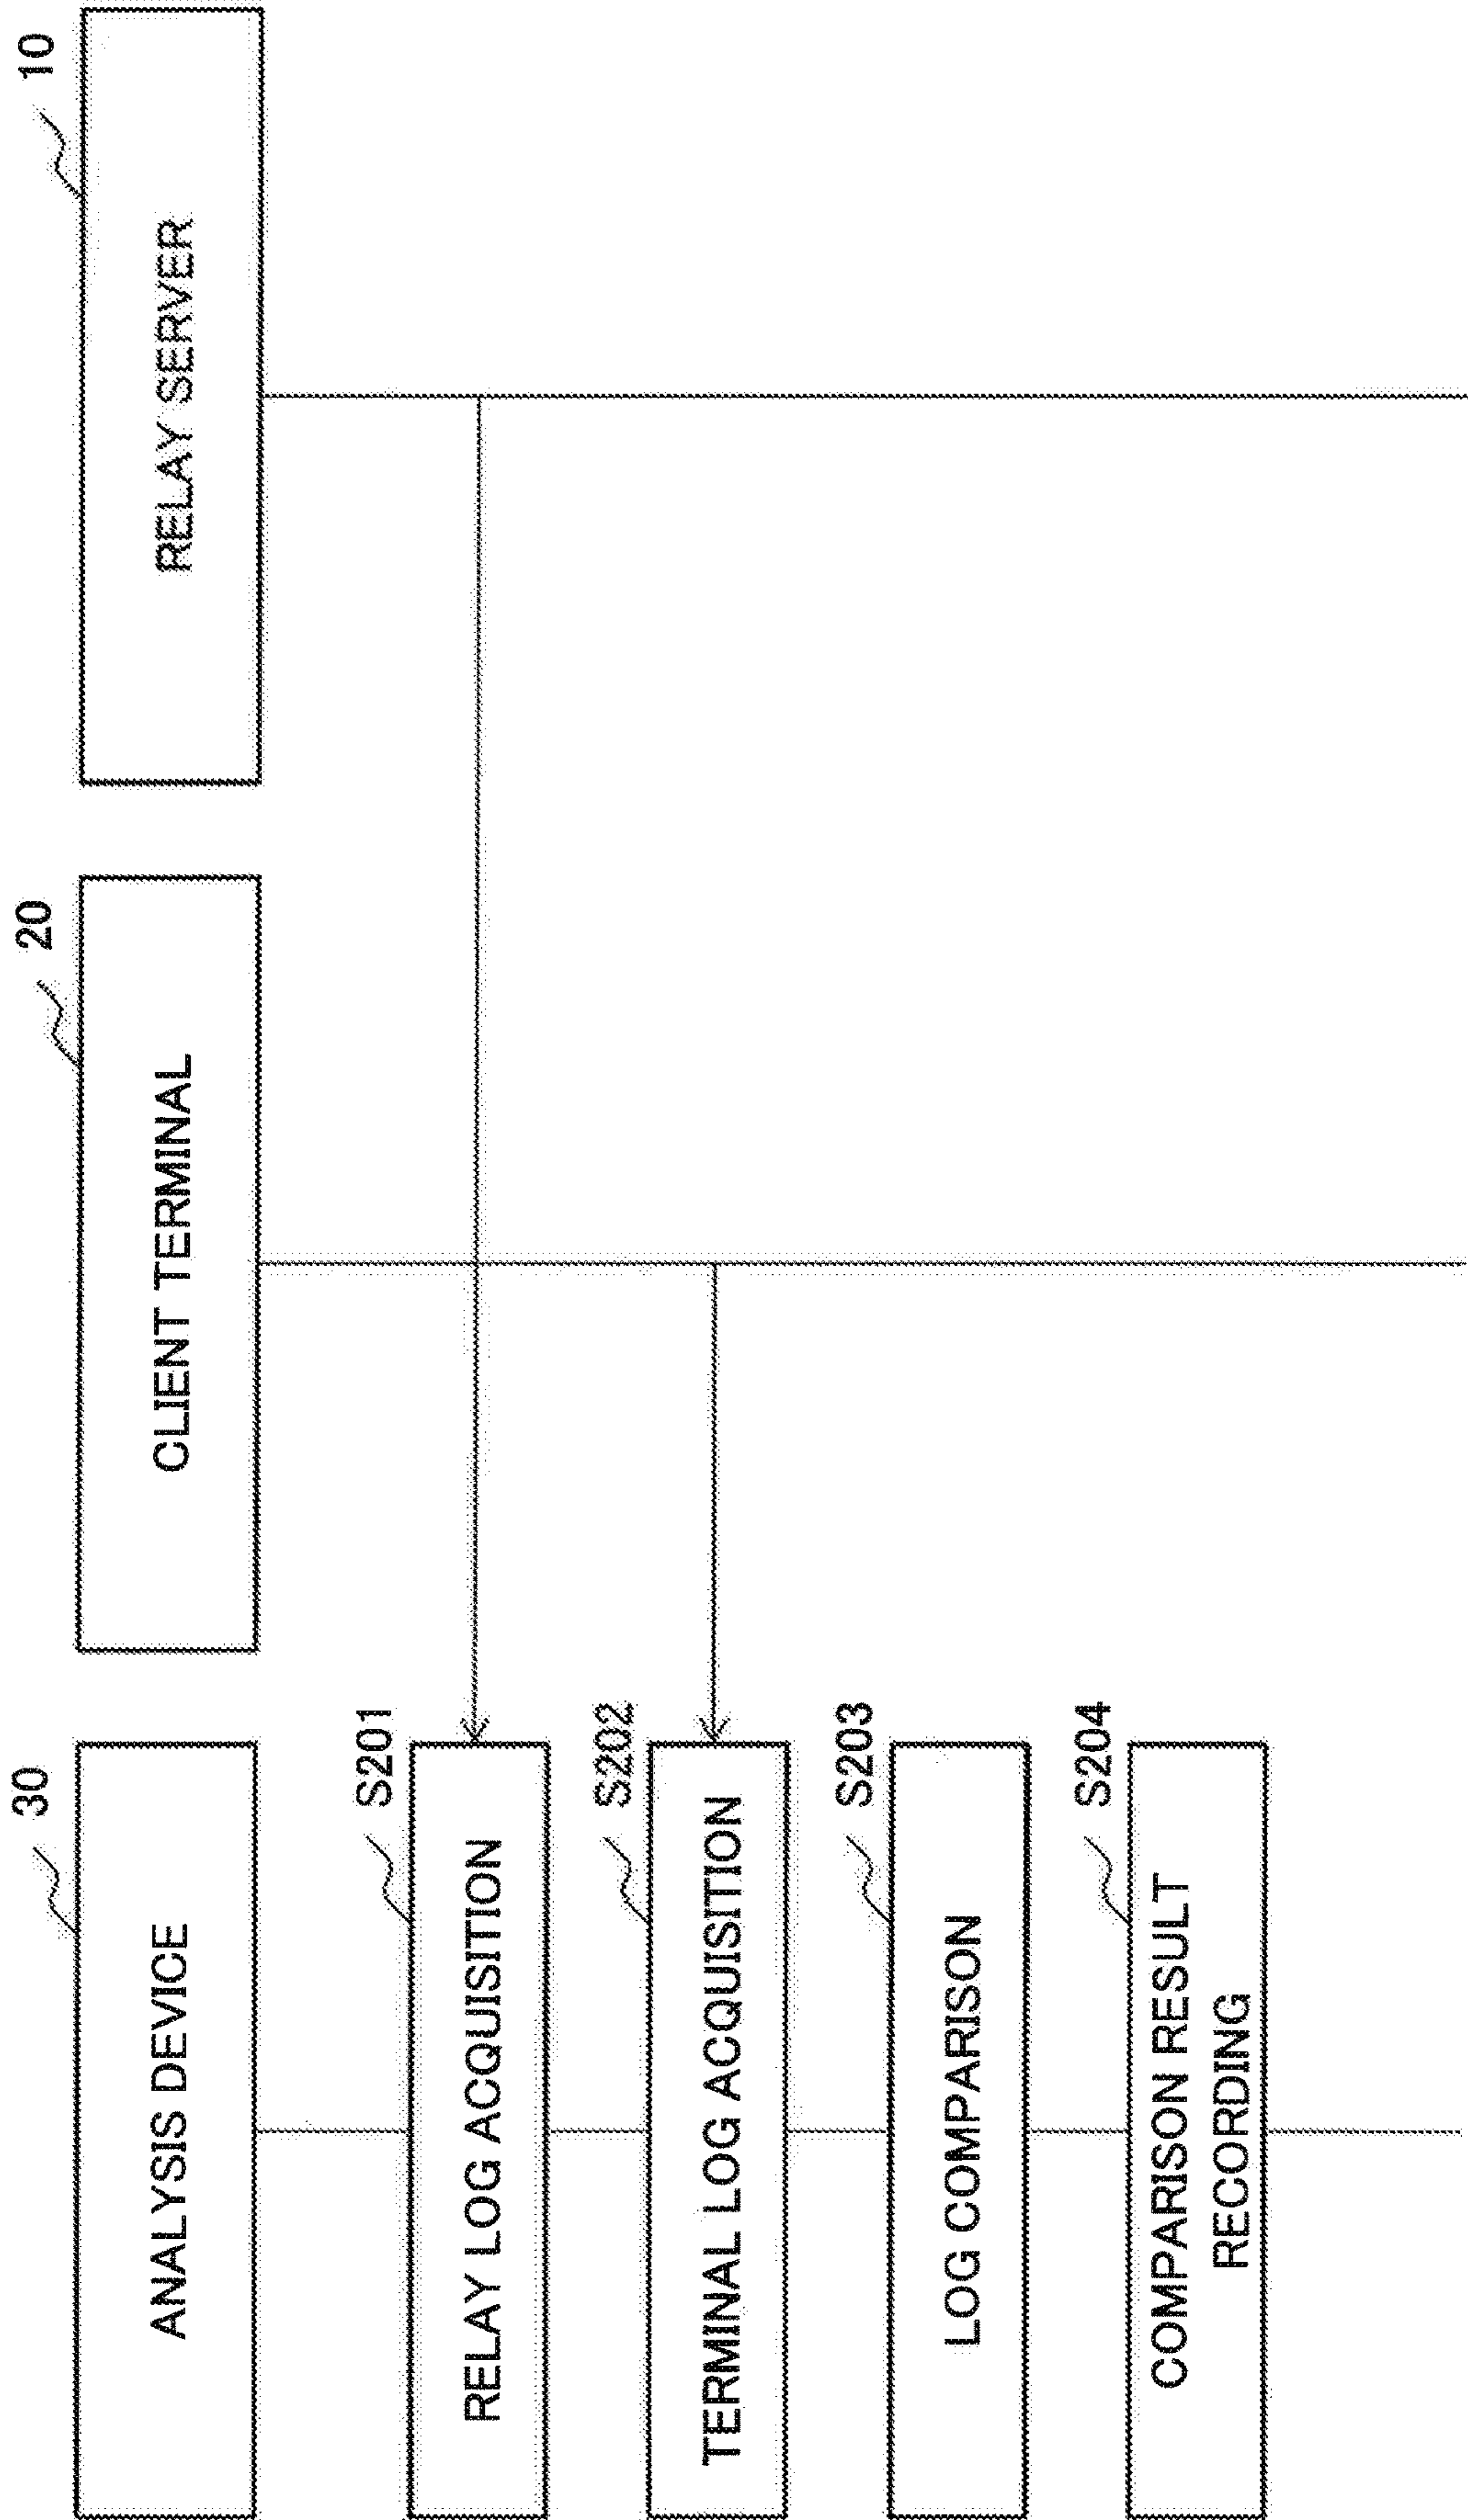 30
ANALYSIS DEVICE
20
CLIENT TERMINAL
10
RELAY SERVER
S201
RELAY LOG ACQUISITION
S202
TERMINAL LOG ACQUISITION
S203
LOG COMPARISON
S204
COMPARISON RESULT
RECORDING